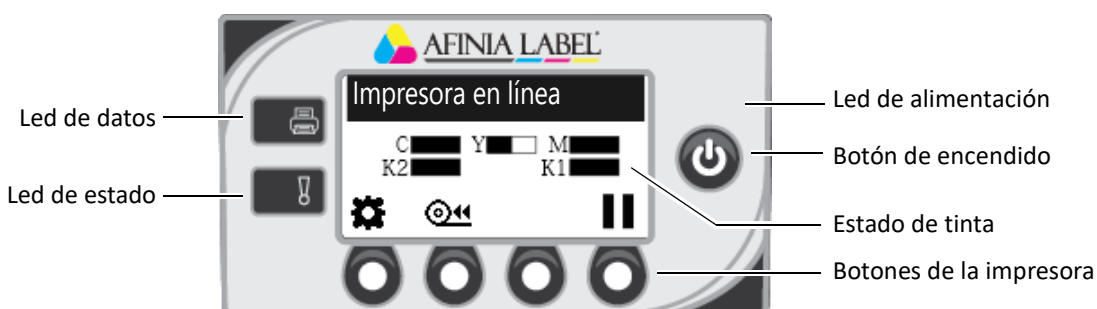 AFINIA LABEL
Impresora en línea
C Y M
K2 K1
Led de datos
Led de estado
Led de alimentación
Botón de encendido
Estado de tinta
Botones de la impresora